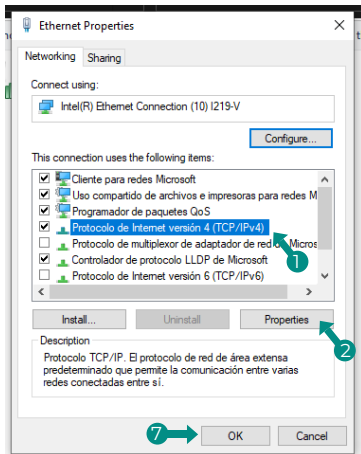 Ethernet Properties
Networking Sharing
Connect using:
Intel(R) Ethernet Connection (10) I219-V
Configure...
This connection uses the following items:
Cliente para redes Microsoft
Uso compartido de archivos e impresoras para redes M
Programador de paquetes QoS
Protocolo de Internet versión 4 (TCP/IPv4)
Protocolo de multiplexor de adaptador de red de Micros
1
Controlador de protocolo LLDP de Microsoft
Protocolo de Internet versión 6 (TCP/IPv6)
Install... Uninstall Properties
2
Description
Protocolo TCP/IP. El protocolo de red de área extensa
predeterminado que permite la comunicación entre varias
redes conectadas entre sí.
7
OK Cancel